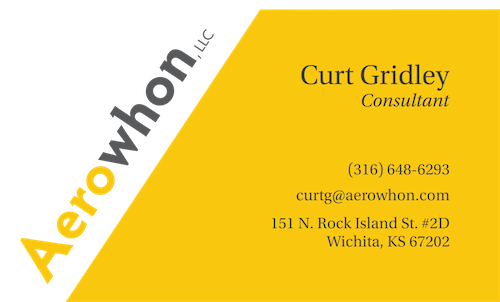 Aerowhon, LLC
Curt Gridley
Consultant
(316) 648-6293
curtg@aerowhon.com
151 N. Rock Island St. #2D
Wichita, KS 67202